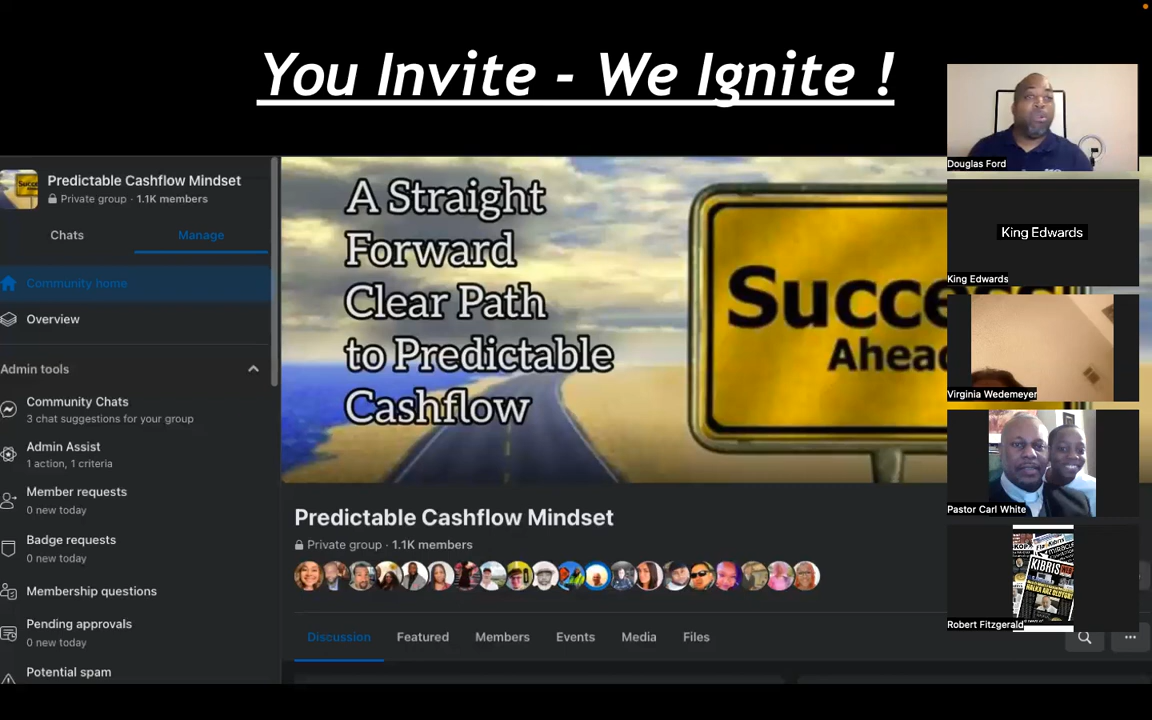 You Invite - We Ignite !
Predictable Cashflow Mindset
Private group · 1.1K members
Chats
Manage
Community home
Overview
Admin tools
Community Chats
3 chat suggestions for your group
Admin Assist
1 action, 1 criteria
Member requests
0 new today
Badge requests
0 new today
Membership questions
Pending approvals
0 new today
Potential spam
A Straight
Forward
Clear Path
to Predictable
Cashflow
Predictable Cashflow Mindset
Private group · 1.1K members
Discussion
Featured
Members
Events
Media
Files
Douglas Ford
King Edwards
King Edwards
Virginia Wedemeyer
Pastor Carl White
KIBRIS
Robert Fitzgerald